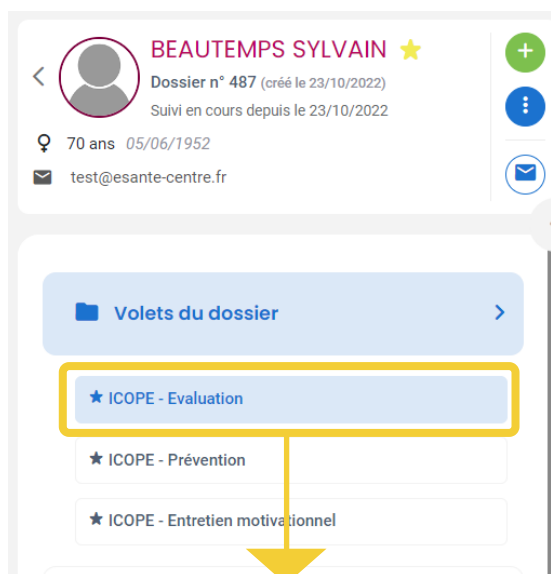 BEAUTEMPS SYLVAIN
Dossier n° 487 (créé le 23/10/2022)
Suivi en cours depuis le 23/10/2022
70 ans 05/06/1952
test@esante-centre.fr
Volets du dossier
ICOPE - Evaluation
ICOPE - Prévention
ICOPE - Entretien motivationnel